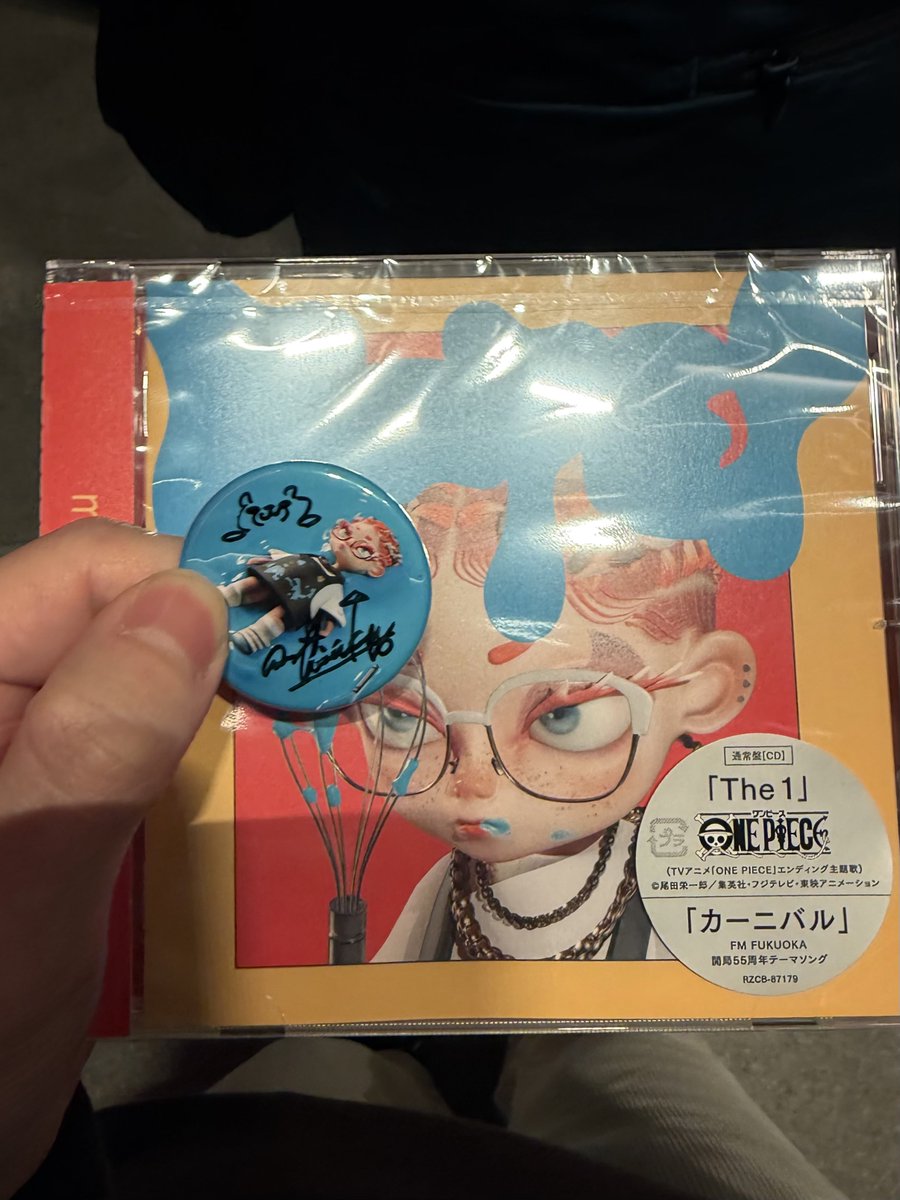 m
通常盤[CD]
「The 1」
ワンピース
ONE PIECE
プラ
(TVアニメ「ONE PIECE」エンディング主題歌)
©尾田栄一郎／集英社・フジテレビ・東映アニメーション
「カーニバル」
FM FUKUOKA
開局55周年テーマソング
RZCB-87179